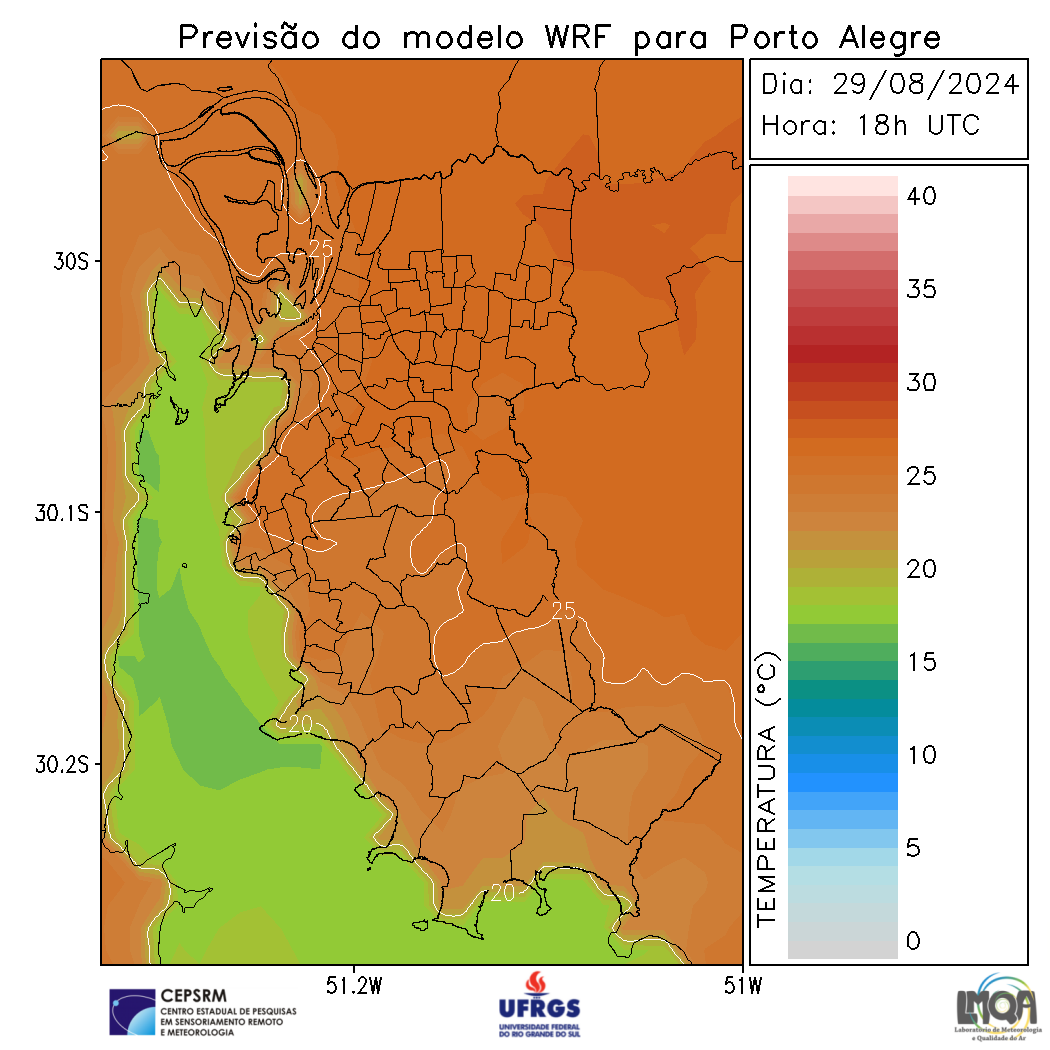 Previsão do modelo WRF para Porto Alegre
Dia: 29/08/2024
Hora: 18h UTC
30S
30.1S
30.2S
51.2W
51W
25
25
20
20
TEMPERATURA (°C)
40
35
30
25
20
15
10
5
0
CEPSRM
CENTRO ESTADUAL DE PESQUISAS
EM SENSORIAMENTO REMOTO
E METEOROLOGIA
UFRGS
UNIVERSIDADE FEDERAL
DO RIO GRANDE DO SUL
LMQA
Laboratório de Meteorologia
e Qualidade do Ar